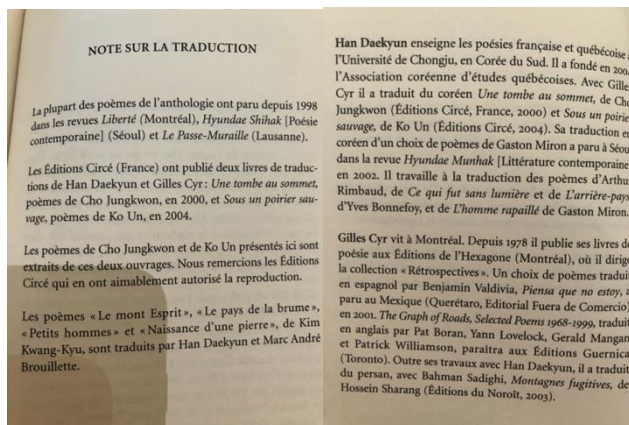 NOTE SUR LA TRADUCTION
La plupart des poèmes de l'anthologie ont paru depuis 1998
dans les revues Liberté (Montréal), Hyundae Shihak [Poésie
contemporaine] (Séoul) et Le Passe-Muraille (Lausanne).
Les Éditions Circé (France) ont publié deux livres de traduc-
tions de Han Daekyun et Gilles Cyr : Une tombe au sommet,
poèmes de Cho Jungkwon, en 2000, et Sous un poirier sau-
vage, poèmes de Ko Un, en 2004.
Les poèmes de Cho Jungkwon et de Ko Un présentés ici sont
extraits de ces deux ouvrages. Nous remercions les Éditions
Circé qui en ont aimablement autorisé la reproduction.
Les poèmes « Le mont Esprit », « Le pays de la brume »,
« Petits hommes » et « Naissance d'une pierre », de Kim
Kwang-Kyu, sont traduits par Han Daekyun et Marc André
Brouillette.
Han Daekyun enseigne les poésies française et québécoise
l'Université de Chongju, en Corée du Sud. Il a fondé en
l'Association coréenne d'études québécoises. Avec Gille
Cyr il a traduit du coréen Une tombe au sommet, de Cho
Jungkwon (Éditions Circé, France, 2000) et Sous un poirie
sauvage, de Ko Un (Éditions Circé, 2004). Sa traduction e
coréen d'un choix de poèmes de Gaston Miron a paru à Séou
dans la revue Hyundae Munhak [Littérature contemporaine
en 2002. Il travaille à la traduction des poèmes d'Arthu
Rimbaud, de Ce qui fut sans lumière et de L'arrière-pays
d'Yves Bonnefoy, et de L'homme rapaillé de Gaston Miron.
Gilles Cyr vit à Montréal. Depuis 1978 il publie ses livres de
poésie aux Éditions de l'Hexagone (Montréal), où il dirige
la collection « Rétrospectives ». Un choix de poèmes traduit
en espagnol par Benjamin Valdivia, Piensa que no estoy, a
paru au Mexique (Querétaro, Editorial Fuera de Comercio)
en 2001. The Graph of Roads, Selected Poems 1968-1999, traduit
en anglais par Pat Boran, Yann Lovelock, Gerald Mangan
et Patrick Williamson, paraîtra aux Éditions Guernica
(Toronto). Outre ses travaux avec Han Daekyun, il a traduit
du persan, avec Bahman Sadighi, Montagnes fugitives, de
Hossein Sharang (Éditions du Noroît, 2003).